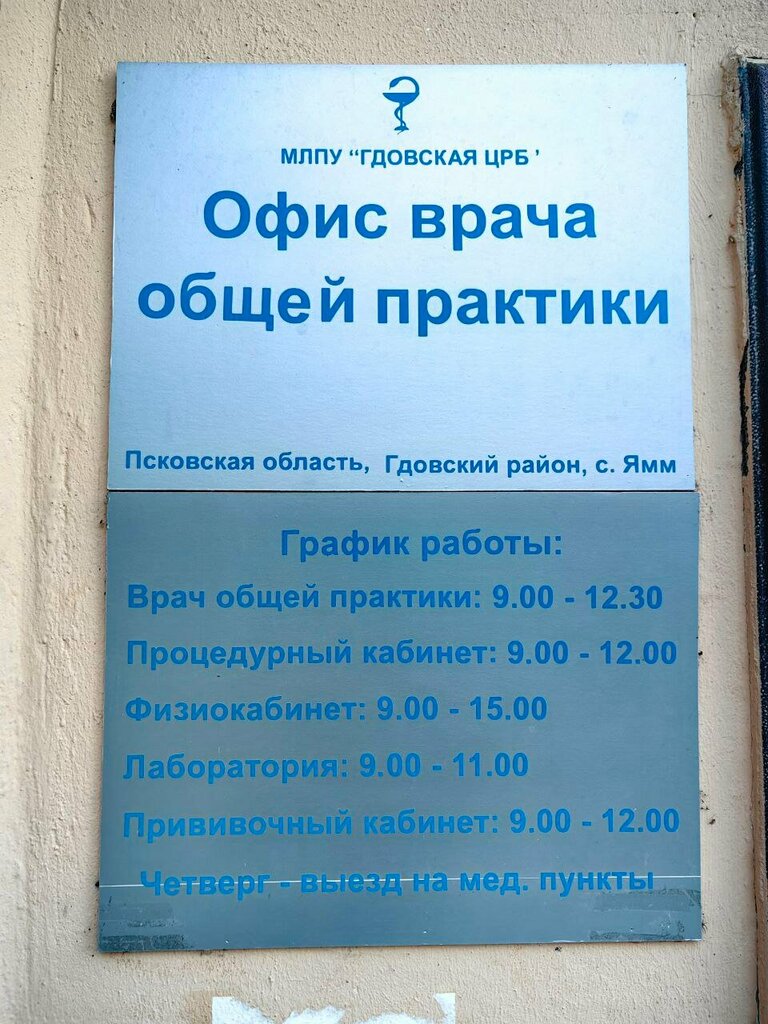 МЛПУ “ГДОВСКАЯ ЦРБ ’
Офис врача
общей практики
Псковская область, Гдовский район, с. Ямм
График работы:
Врач общей практики: 9.00 - 12.30
Процедурный кабинет: 9.00 - 12.00
Физиокабинет: 9.00 - 15.00
Лаборатория: 9.00 - 11.00
Прививочный кабинет: 9.00 - 12.00
Четверг - выезд на мед. пункты